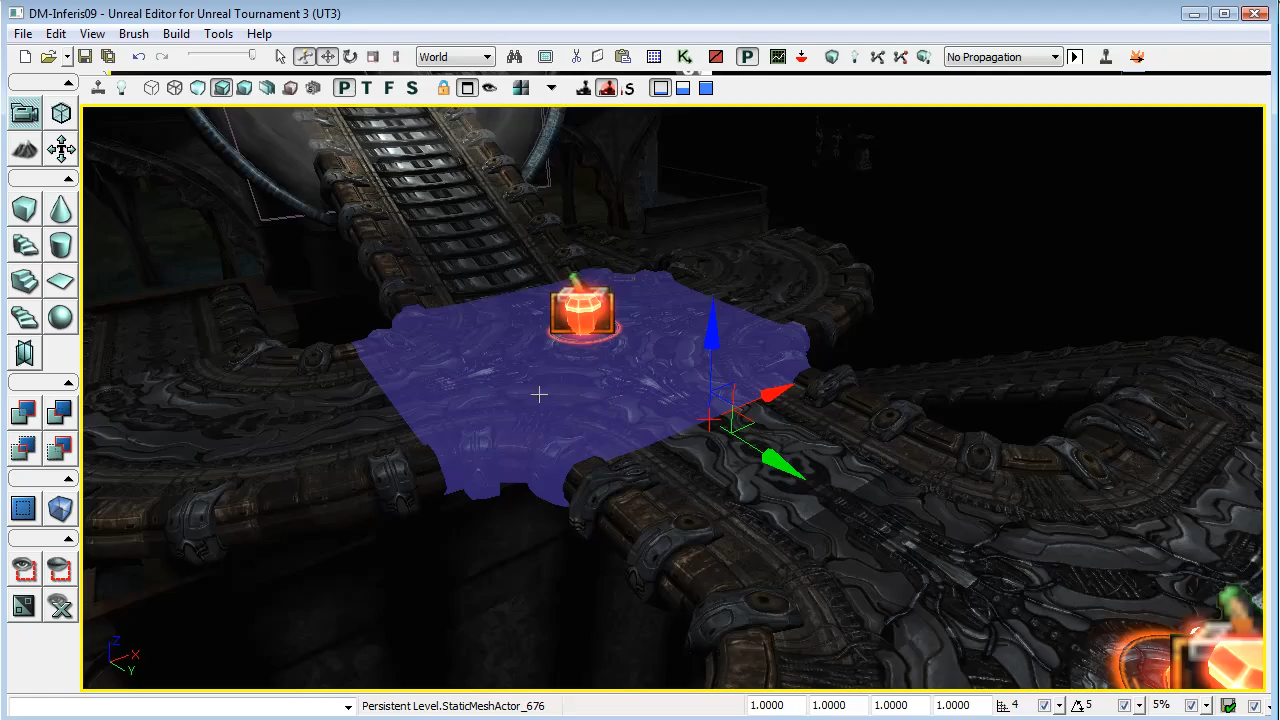 DM-Inferis09 - Unreal Editor for Unreal Tournament 3 (UT3)
File Edit View Brush Build Tools Help
World P No Propagation
P T F S S
Z
X
Y
Persistent Level.StaticMeshActor_676 1.0000 1.0000 1.0000 1.0000 4 5 5%